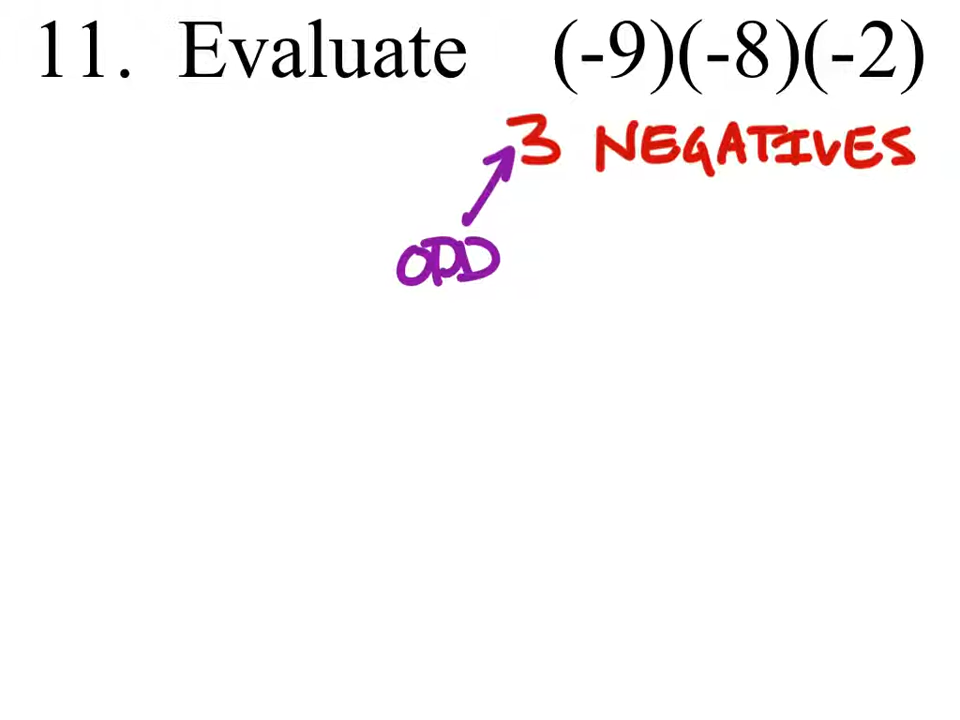 11. Evaluate (-9)(-8)(-2)
3 NEGATIVES
ODD